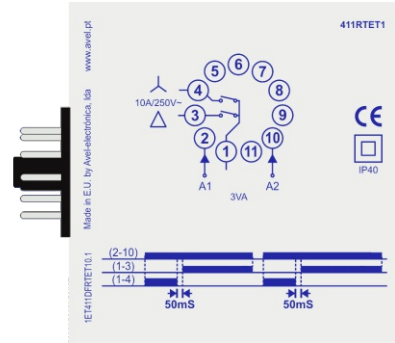 411RTET1
www.avel.pt
Made in E.U. by Avel-electrónica, lda
1ET411DFRTET10.1
5 6 7
4 8
10A/250V~
3 9
2 10
1 11
A1 A2
3VA
CE
IP40
(2-10)
(1-3)
(1-4)
50mS 50mS